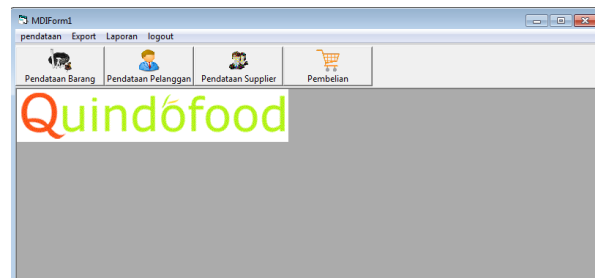 MDIForm1
pendataan Export Laporan logout
Pendataan Barang Pendataan Pelanggan Pendataan Supplier Pembelian
Quindofood